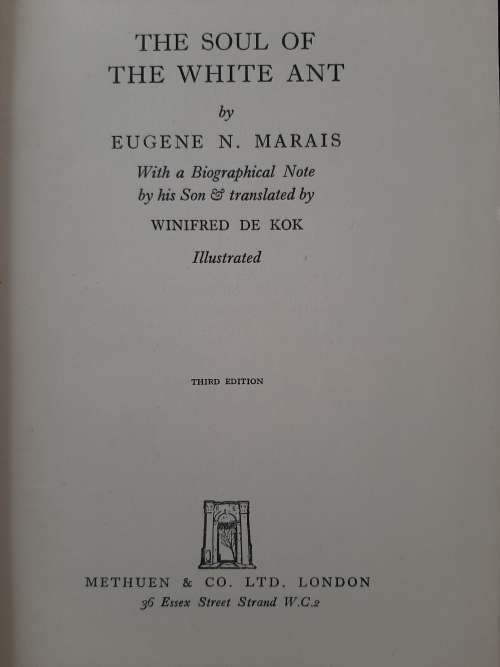 THE SOUL OF
THE WHITE ANT
by
EUGENE N. MARAIS
With a Biographical Note
by his Son & translated by
WINIFRED DE KOK
Illustrated
THIRD EDITION
METHUEN & CO. LTD. LONDON
36 Essex Street Strand W.C.2